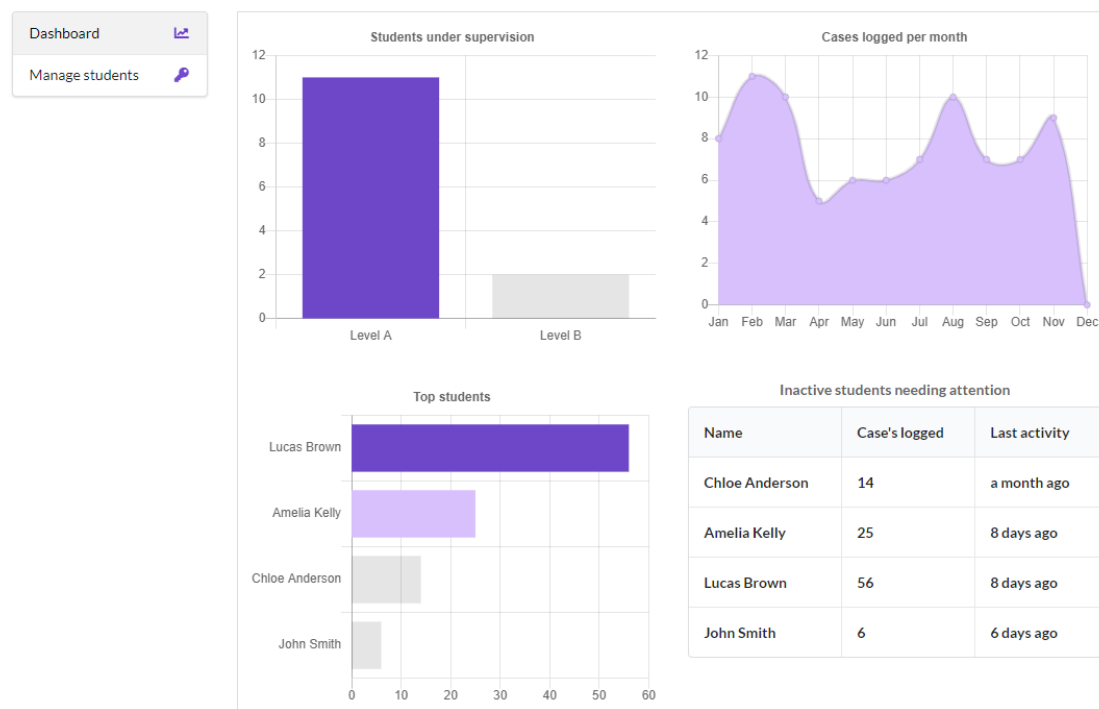 Dashboard
Manage students
Students under supervision
12
10
8
6
4
2
0
Level A
Level B
Cases logged per month
12
10
8
6
4
2
0
Jan Feb Mar Apr May Jun Jul Aug Sep Oct Nov Dec
Top students
Lucas Brown
Amelia Kelly
Chloe Anderson
John Smith
0 10 20 30 40 50 60
Inactive students needing attention
Name Case's logged Last activity
Chloe Anderson 14 a month ago
Amelia Kelly 25 8 days ago
Lucas Brown 56 8 days ago
John Smith 6 6 days ago